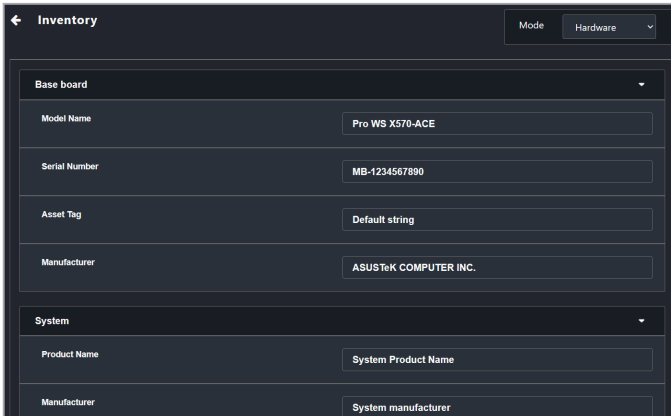 Inventory
Mode
Hardware
Base board
Model Name
Pro WS X570-ACE
Serial Number
MB-1234567890
Asset Tag
Default string
Manufacturer
ASUSTeK COMPUTER INC.
System
Product Name
System Product Name
Manufacturer
System manufacturer